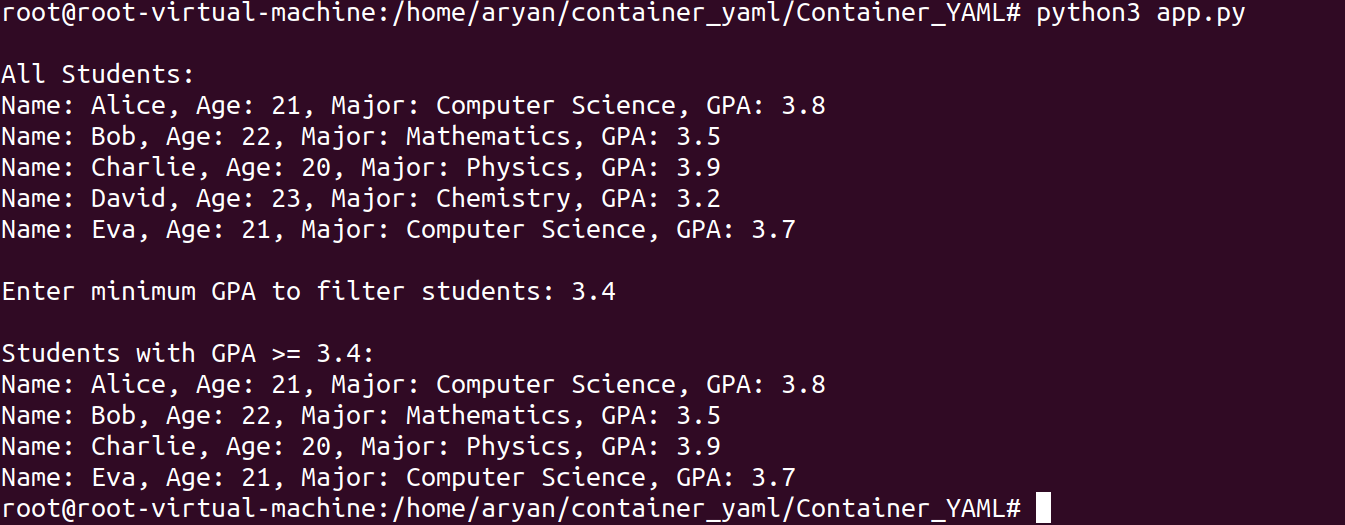 root@root-virtual-machine:/home/aryan/container_yaml/Container_YAML# python3 app.py
All Students:
Name: Alice, Age: 21, Major: Computer Science, GPA: 3.8
Name: Bob, Age: 22, Major: Mathematics, GPA: 3.5
Name: Charlie, Age: 20, Major: Physics, GPA: 3.9
Name: David, Age: 23, Major: Chemistry, GPA: 3.2
Name: Eva, Age: 21, Major: Computer Science, GPA: 3.7
Enter minimum GPA to filter students: 3.4
Students with GPA >= 3.4:
Name: Alice, Age: 21, Major: Computer Science, GPA: 3.8
Name: Bob, Age: 22, Major: Mathematics, GPA: 3.5
Name: Charlie, Age: 20, Major: Physics, GPA: 3.9
Name: Eva, Age: 21, Major: Computer Science, GPA: 3.7
root@root-virtual-machine:/home/aryan/container_yaml/Container_YAML#